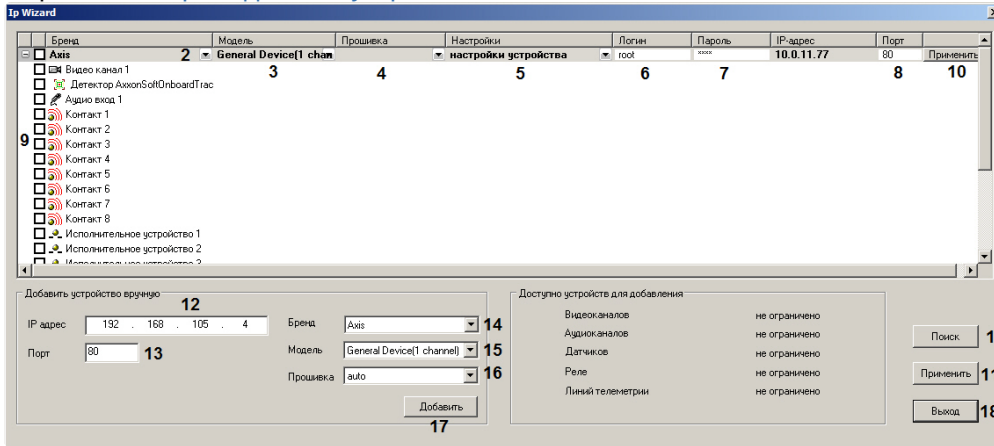 Ip Wizard
Бренд Модель Прошивка Настройки Логин Пароль IP-адрес Порт
Axis 2 General Device(1 chan настройки устройства root **** 10.0.11.77 80 Применить
3 4 5 6 7 8 10
Видео канал 1
Детектор AxxonSoftOnboardTrac
Аудио вход 1
Контакт 1
Контакт 2
9 Контакт 3
Контакт 4
Контакт 5
Контакт 6
Контакт 7
Контакт 8
Исполнительное устройство 1
Исполнительное устройство 2
Добавить устройство вручную
12
IP адрес 192 . 168 . 105 . 4
Порт 80 13
Бренд Axis 14
Модель General Device(1 channel) 15
Прошивка auto 16
Добавить
17
Доступно устройств для добавления
Видеоканалов не ограничено
Аудиоканалов не ограничено
Датчиков не ограничено
Реле не ограничено
Линий телеметрии не ограничено
Поиск 1
Применить 11
Выход 18